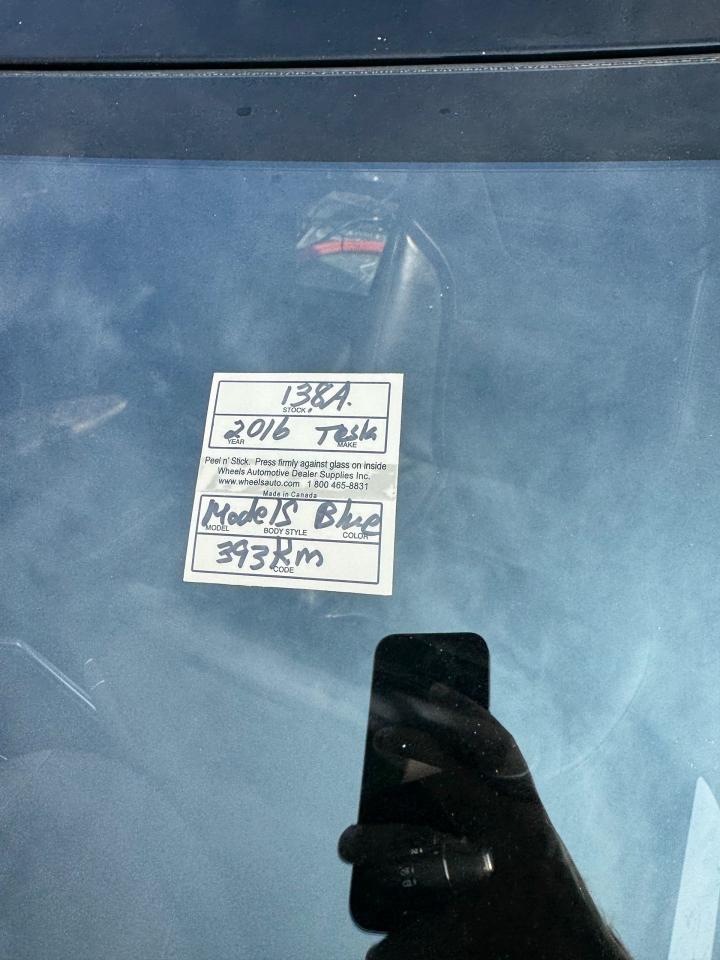 138A.
STOCK #
2016 Tesla
YEAR MAKE
Peel n' Stick. Press firmly against glass on inside
Wheels Automotive Dealer Supplies Inc.
www.wheelsauto.com 1 800 465-8831
Made in Canada
Model S Blue
MODEL BODY STYLE COLOR
393Km
CODE